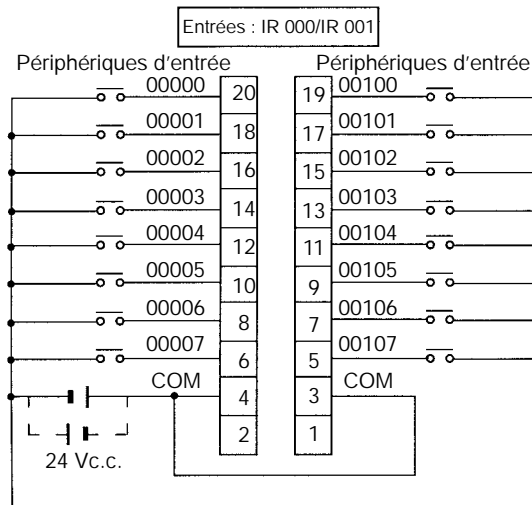 Entrées : IR 000/IR 001
Périphériques d'entrée Périphériques d'entrée
00000 20 19 00100
00001 18 17 00101
00002 16 15 00102
00003 14 13 00103
00004 12 11 00104
00005 10 9 00105
00006 8 7 00106
00007 6 5 00107
COM 4 3 COM
2 1
24 Vc.c.